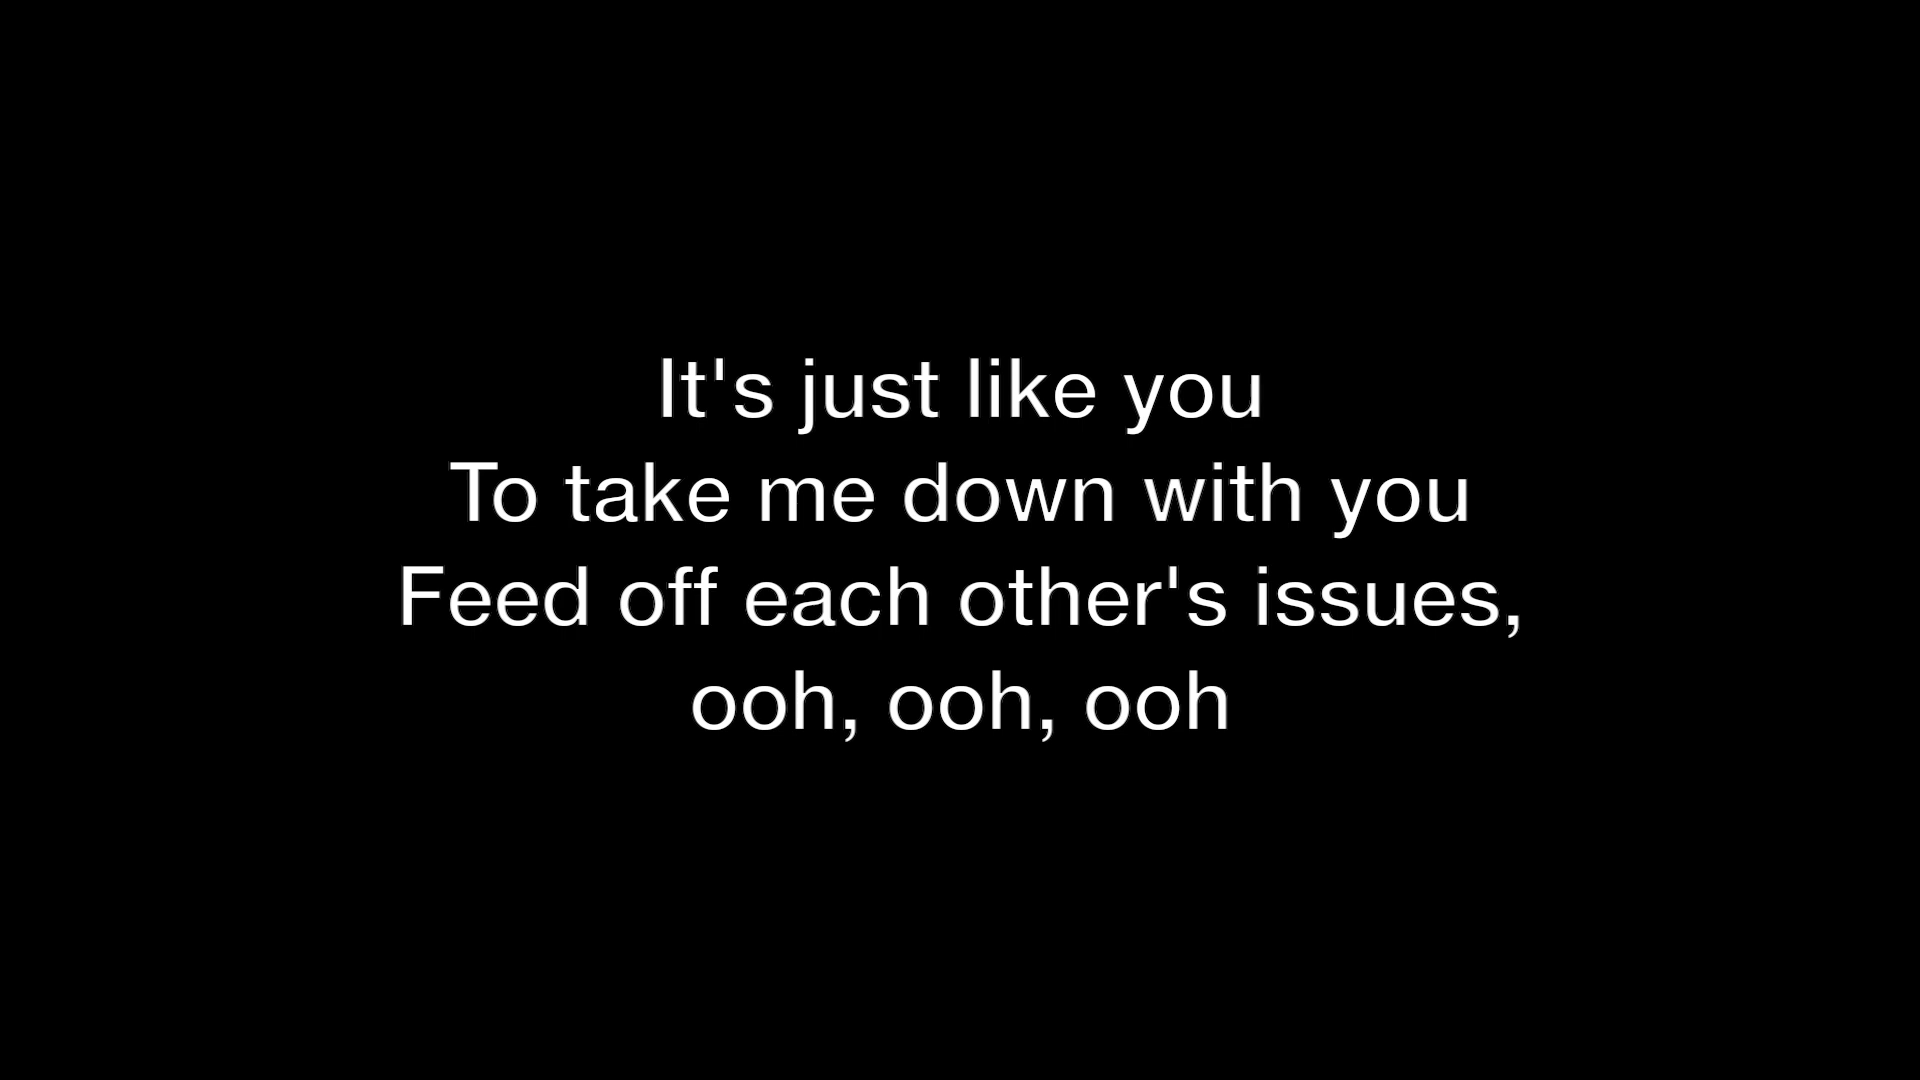 It's just like you
To take me down with you
Feed off each other's issues,
ooh, ooh, ooh